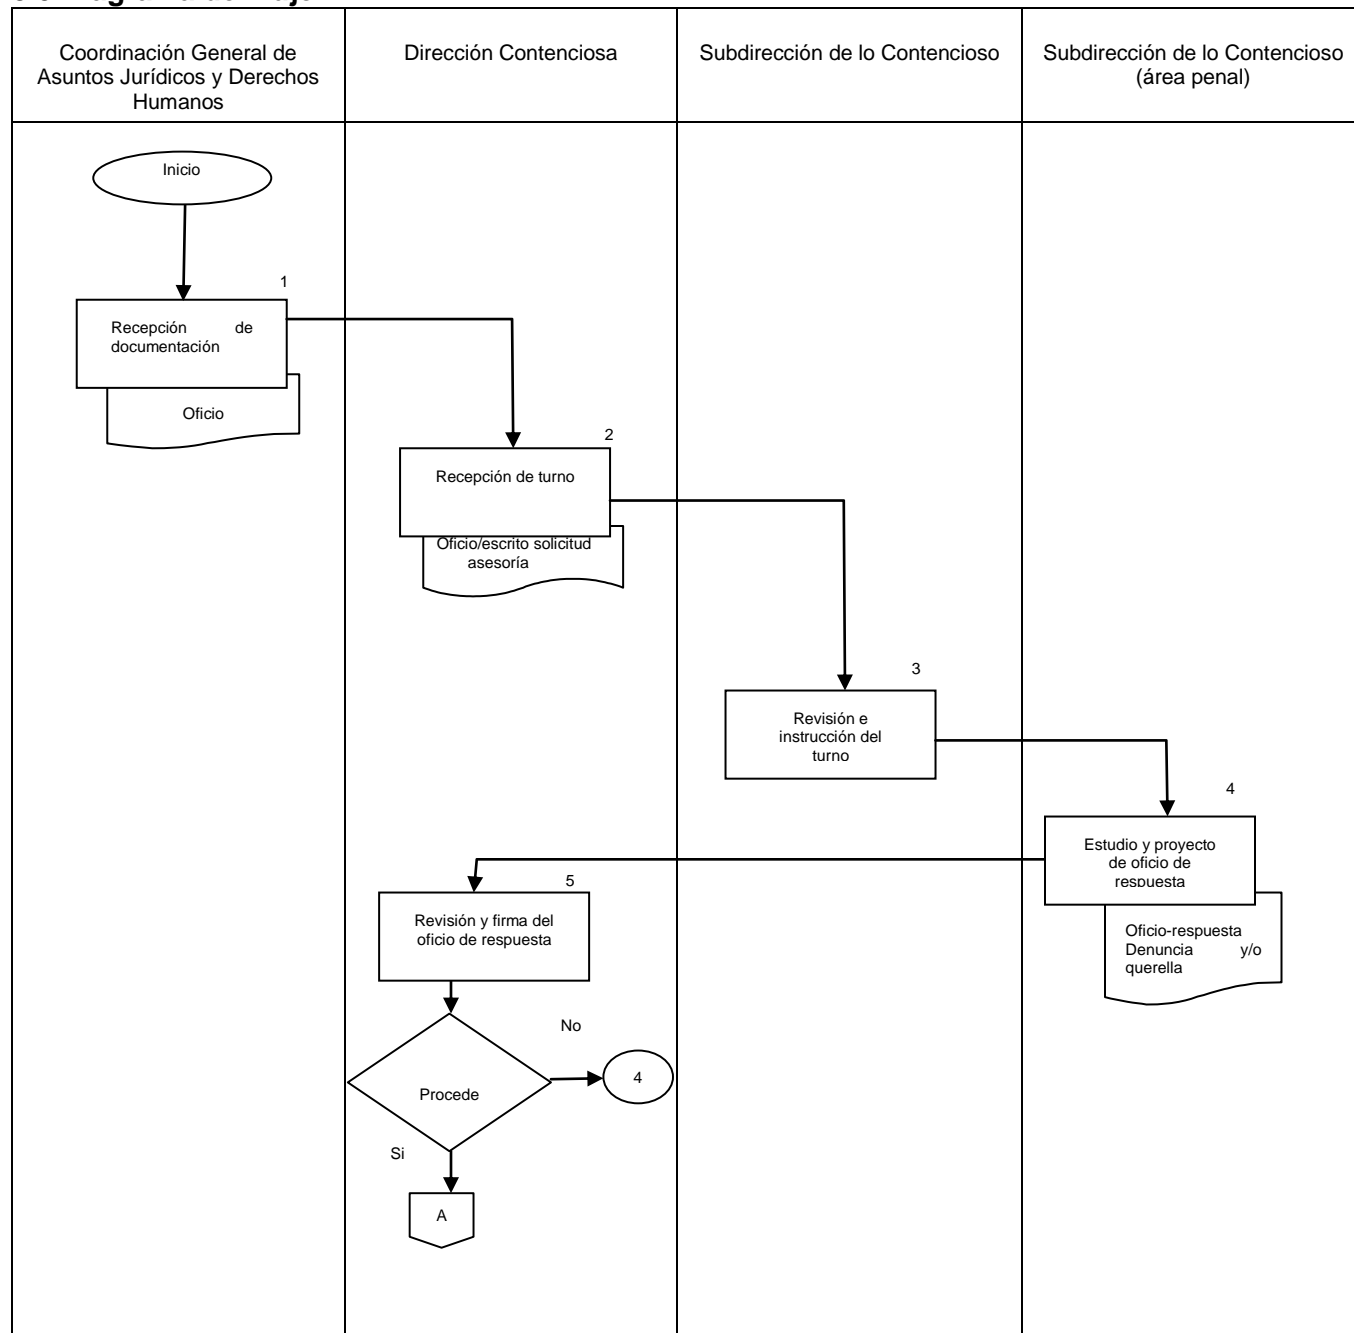 Coordinación General de
Asuntos Jurídicos y Derechos
Humanos
Dirección Contenciosa
Subdirección de lo Contencioso
Subdirección de lo Contencioso
(área penal)
Inicio
1
Recepción de
documentación
Oficio
2
Recepción de turno
Oficio/escrito solicitud
asesoría
3
Revisión e
instrucción del
turno
4
Estudio y proyecto
de oficio de
respuesta
Oficio-respuesta
Denuncia y/o
querella
5
Revisión y firma del
oficio de respuesta
No
4
Procede
Si
A